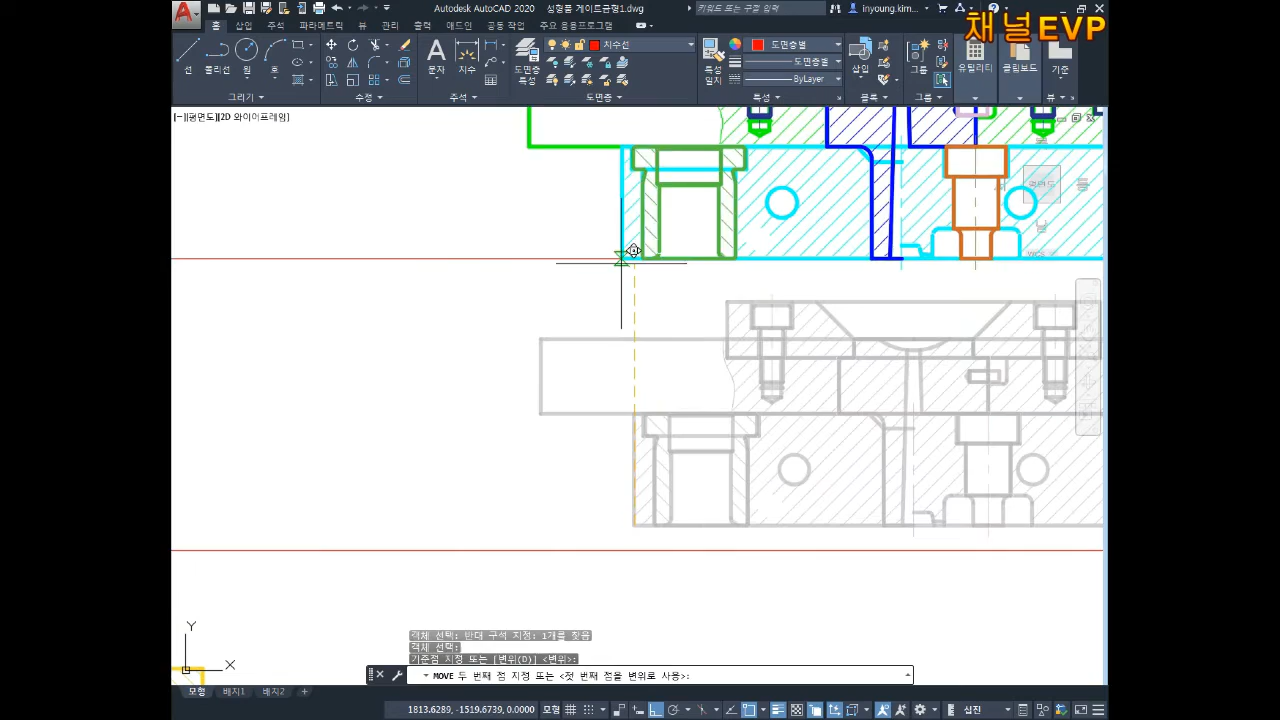 Autodesk AutoCAD 2020 성형품 게이트금형1.dwg
키워드 또는 구절 입력
inyoung.kim...
채널EVP
홈 삽입 주석 파라메트릭 뷰 관리 출력 애드인 공동 작업 주요 응용프로그램
선 폴리선 원 호
문자 치수
도면층 특성
지수선
특성 일치
도면층별
도면층별
ByLayer
삽입
그룹
유틸리티 클립보드 기준
그리기 수정 주석 도면층 특성 블록 그룹 뷰
[−][평면도][2D 와이어프레임]
평면도
WCS
객체 선택: 반대 구석 지정: 1개를 찾음
객체 선택:
기준점 지정 또는 [변위(D)] <변위>:
MOVE 두 번째 점 지정 또는 <첫 번째 점을 변위로 사용>:
Y
X
모형 배치1 배치2 +
1813.6289, -1519.6739, 0.0000 모형 십진